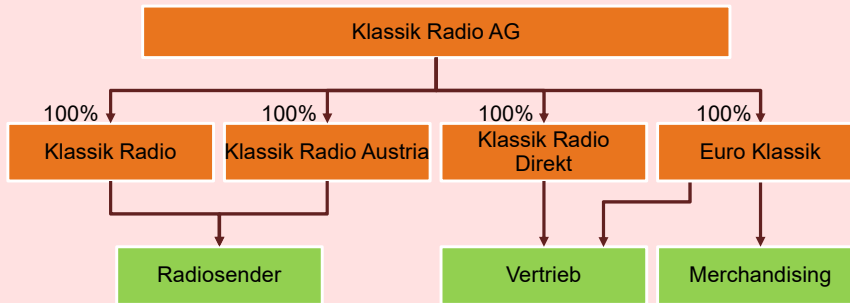 Klassik Radio AG
100% 100% 100% 100%
Klassik Radio
Klassik Radio Austria
Klassik Radio
Direkt
Euro Klassik
Radiosender
Vertrieb
Merchandising